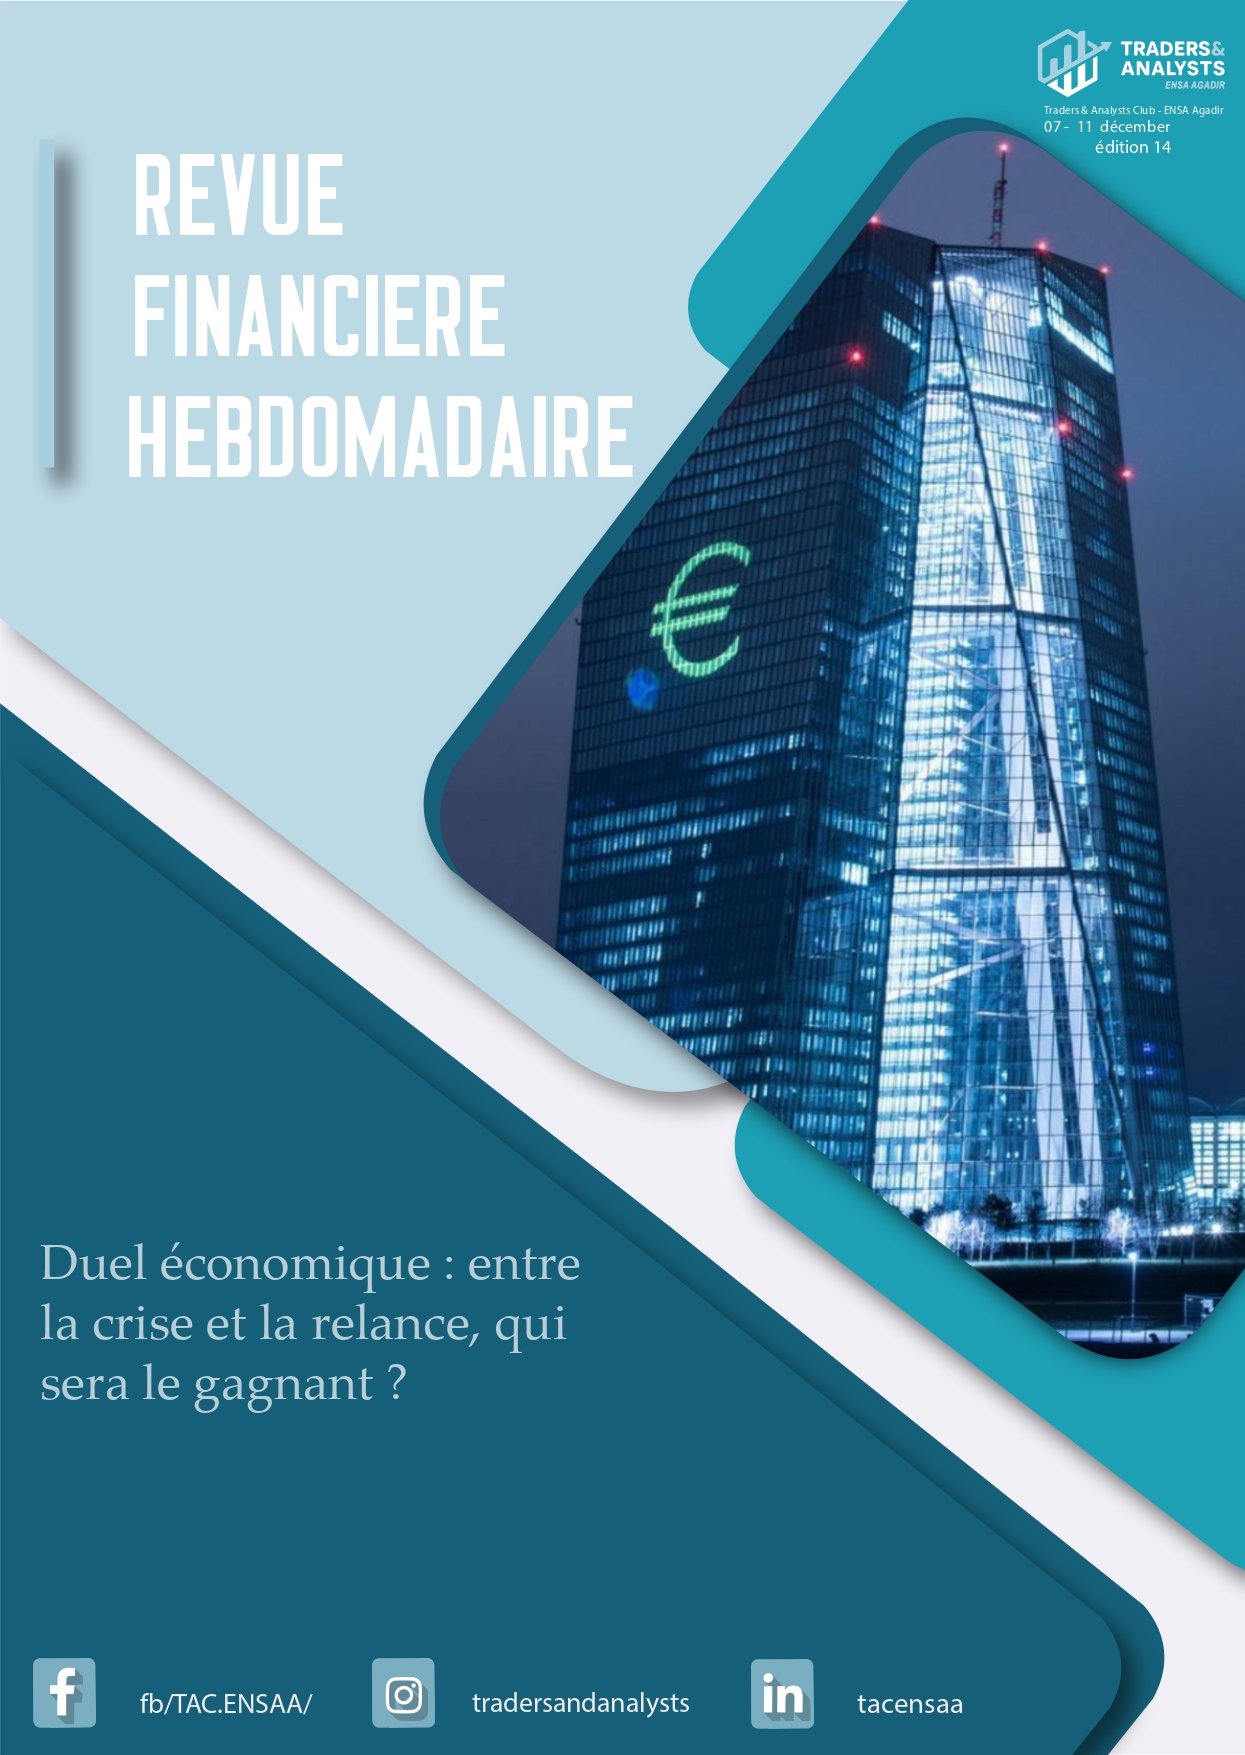 TRADERS&
ANALYSTS
ENSA AGADIR
Traders & Analysts Club - ENSA Agadir
07 - 11 décember
édition 14
REVUE
FINANCIERE
HEBDOMADAIRE
€
Duel économique : entre
la crise et la relance, qui
sera le gagnant ?
fb/TAC.ENSAA/
tradersandanalysts
in
tacensaa